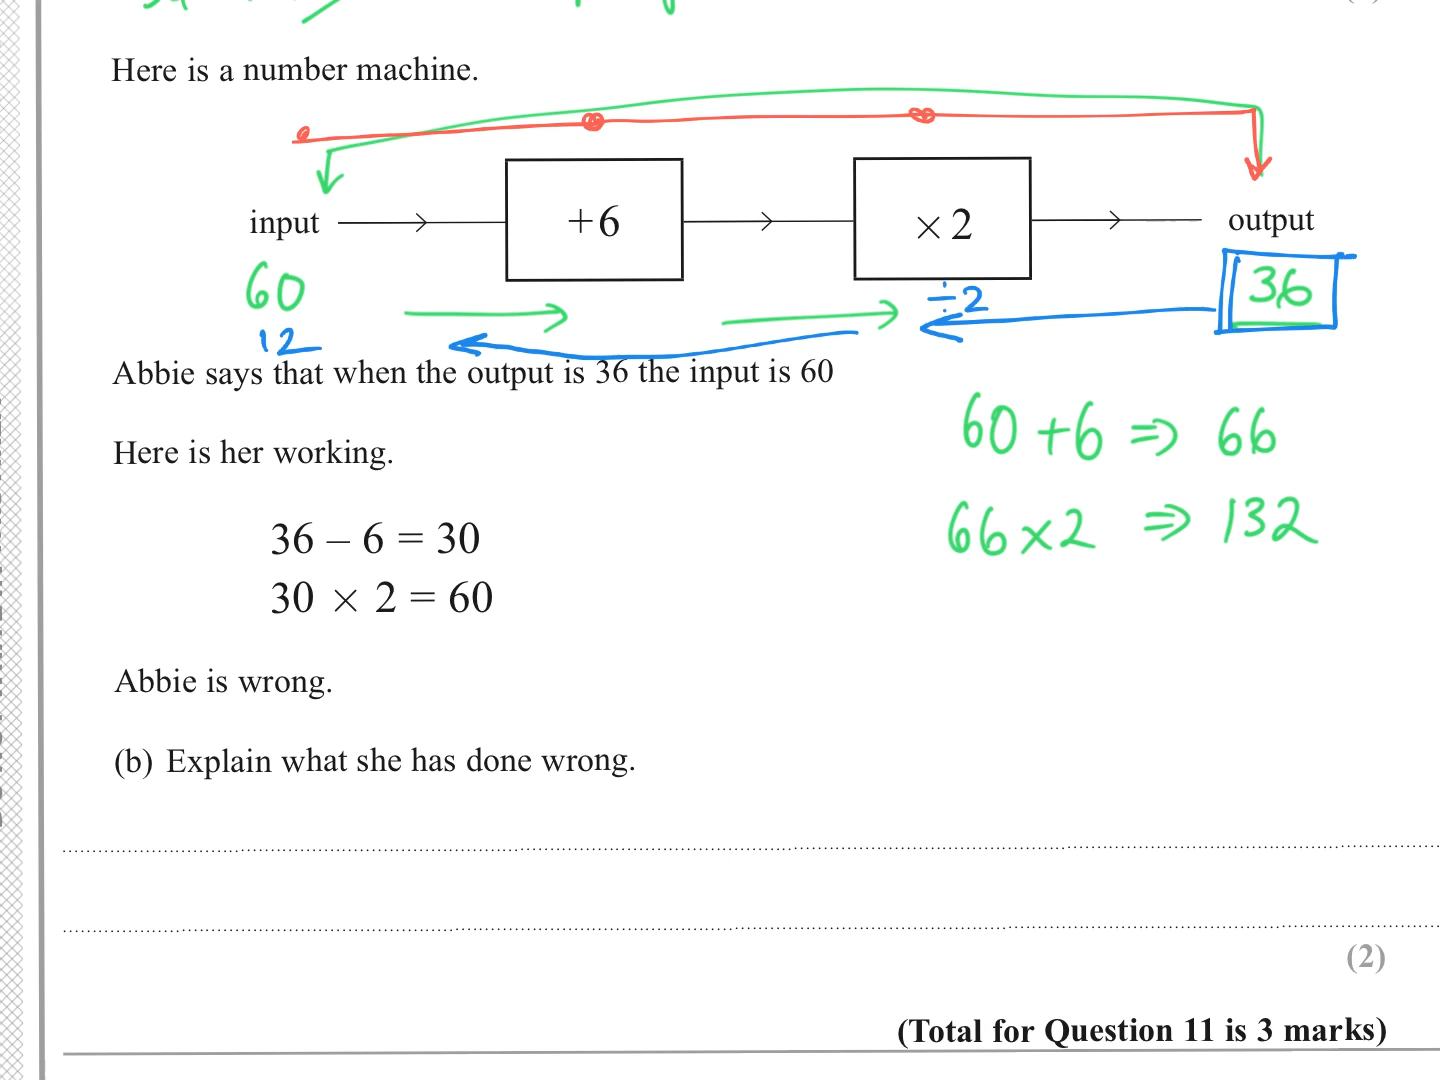 Here is a number machine.
input +6 × 2 output
60 36
÷2
12
Abbie says that when the output is 36 the input is 60
60 +6 ⇒ 66
Here is her working.
36 – 6 = 30
66 × 2 ⇒ 132
30 × 2 = 60
Abbie is wrong.
(b) Explain what she has done wrong.
(2)
(Total for Question 11 is 3 marks)